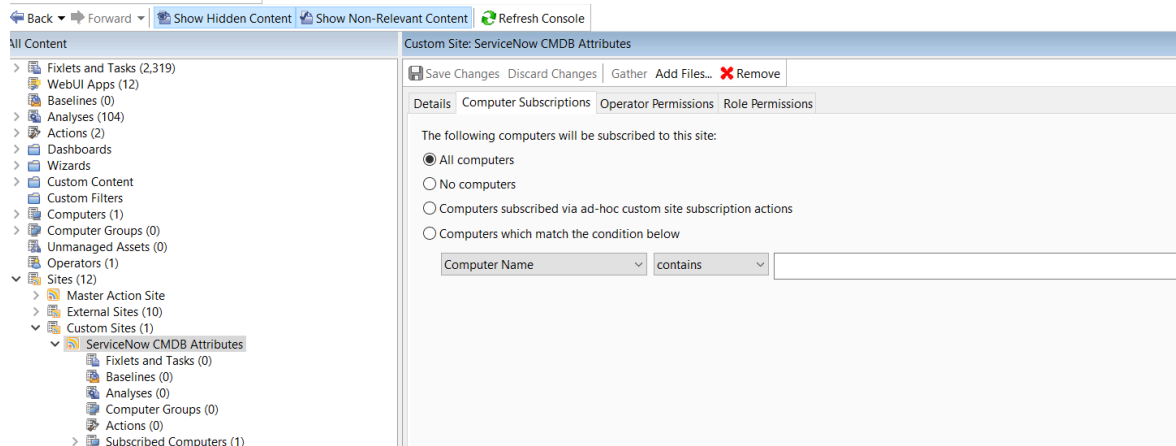 Back Forward Show Hidden Content Show Non-Relevant Content Refresh Console
All Content
Fixlets and Tasks (2,319)
WebUI Apps (12)
Baselines (0)
Analyses (104)
Actions (2)
Dashboards
Wizards
Custom Content
Custom Filters
Computers (1)
Computer Groups (0)
Unmanaged Assets (0)
Operators (1)
Sites (12)
Master Action Site
External Sites (10)
Custom Sites (1)
ServiceNow CMDB Attributes
Fixlets and Tasks (0)
Baselines (0)
Analyses (0)
Computer Groups (0)
Actions (0)
Subscribed Computers (1)
Custom Site: ServiceNow CMDB Attributes
Save Changes Discard Changes Gather Add Files... Remove
Details Computer Subscriptions Operator Permissions Role Permissions
The following computers will be subscribed to this site:
All computers
No computers
Computers subscribed via ad-hoc custom site subscription actions
Computers which match the condition below
Computer Name contains